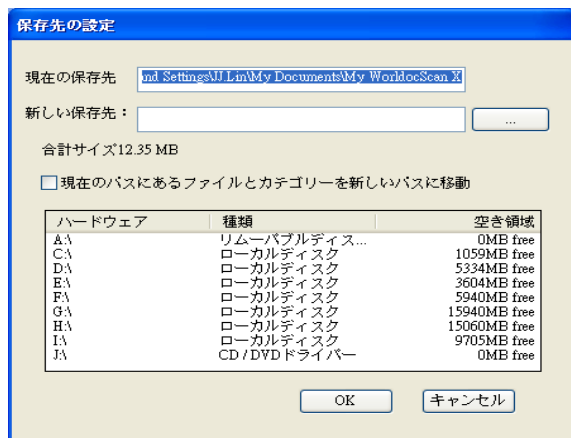 保存先の設定
現在の保存先 nd Settings\JJ.Lin\My Documents\My WorldocScan X
新しい保存先： ...
合計サイズ12.35 MB
現在のパスにあるファイルとカテゴリーを新しいパスに移動
ハードウェア 種類 空き領域
A:\ リムーバブルディス... 0MB free
C:\ ローカルディスク 1059MB free
D:\ ローカルディスク 5334MB free
E:\ ローカルディスク 3604MB free
F:\ ローカルディスク 5940MB free
G:\ ローカルディスク 15940MB free
H:\ ローカルディスク 15060MB free
I:\ ローカルディスク 9705MB free
J:\ CD / DVDドライバー 0MB free
OK キャンセル